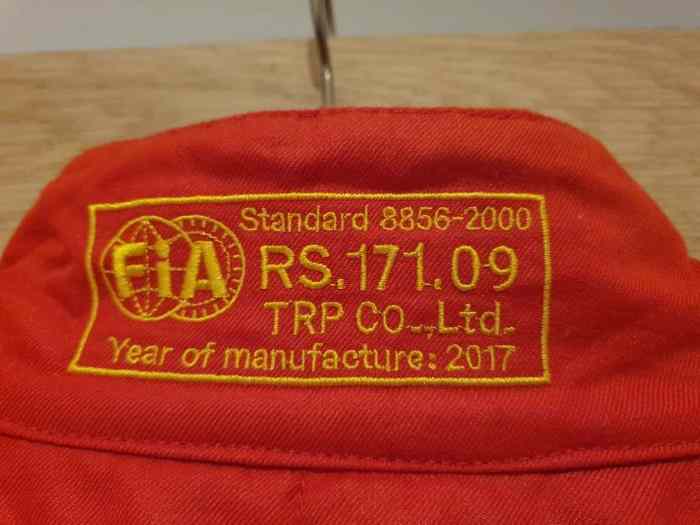 Standard 8856-2000
FiA RS.171.09
TRP CO.,Ltd.
Year of manufacture: 2017